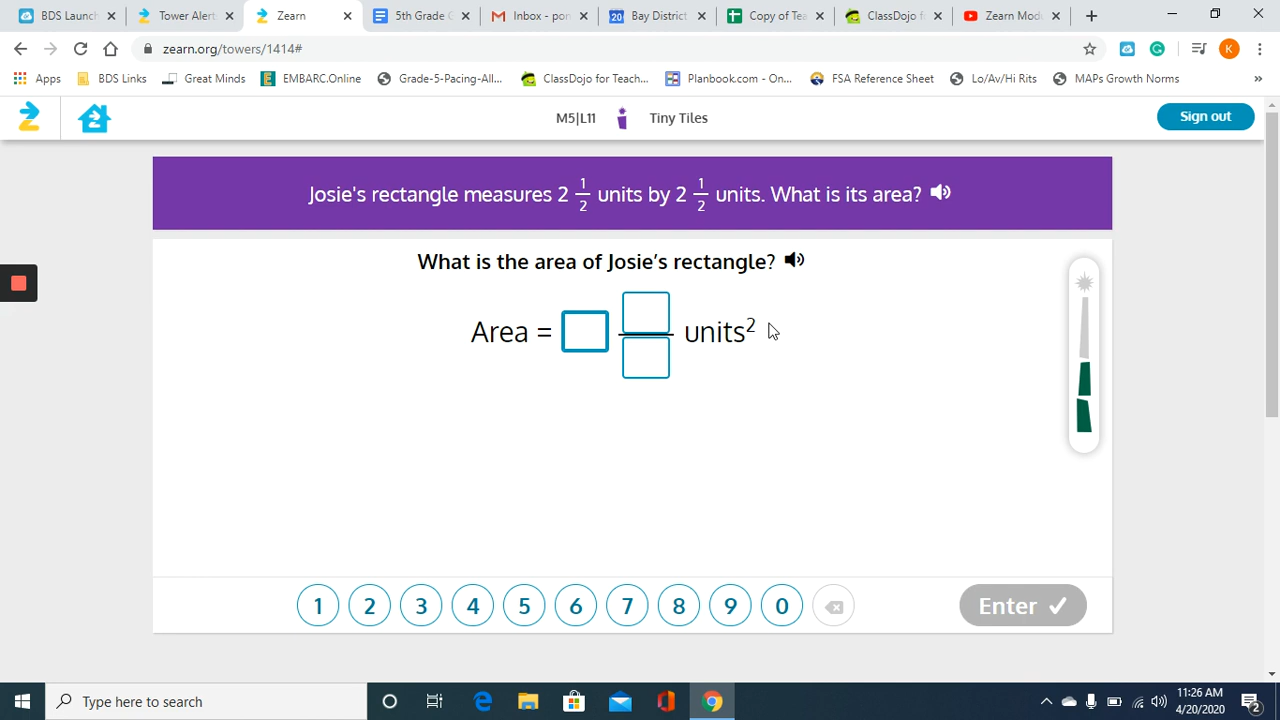 BDS Launch
Tower Alert
Zearn
5th Grade G
Inbox - pon
20
Bay District
Copy of Tea
ClassDojo f
Zearn Modu
zearn.org/towers/1414#
K
Apps
BDS Links
Great Minds
EMBARC.Online
Grade-5-Pacing-All...
ClassDojo for Teach...
Planbook.com - On...
FSA Reference Sheet
Lo/Av/Hi Rits
MAPs Growth Norms
»
M5|L11
Tiny Tiles
Sign out
Josie's rectangle measures 2 1/2 units by 2 1/2 units. What is its area?
What is the area of Josie's rectangle?
Area = units²
1 2 3 4 5 6 7 8 9 0
Enter ✓
Type here to search
11:26 AM
4/20/2020
2